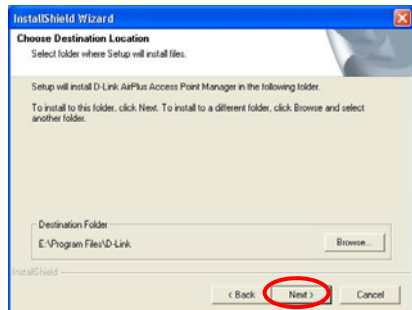 InstallShield Wizard
Choose Destination Location
Select folder where Setup will install files.
Setup will install D-Link AirPlus Access Point Manager in the following folder.
To install to this folder, click Next. To install to a different folder, click Browse and select
another folder.
Destination Folder
E:\Program Files\D-Link
Browse...
InstallShield
< Back
Next >
Cancel